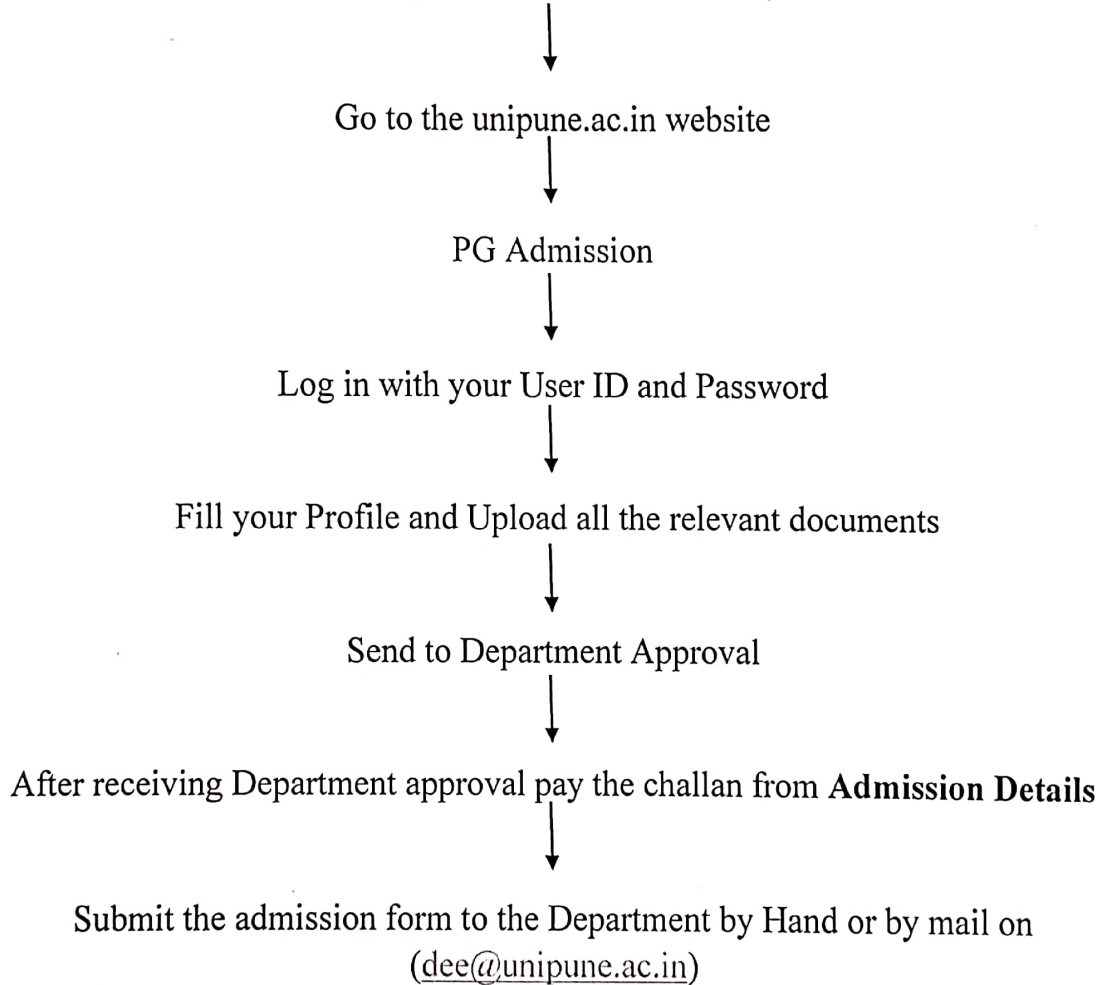 Go to the unipune.ac.in website
PG Admission
Log in with your User ID and Password
Fill your Profile and Upload all the relevant documents
Send to Department Approval
After receiving Department approval pay the challan from Admission Details
Submit the admission form to the Department by Hand or by mail on
(dee@unipune.ac.in)